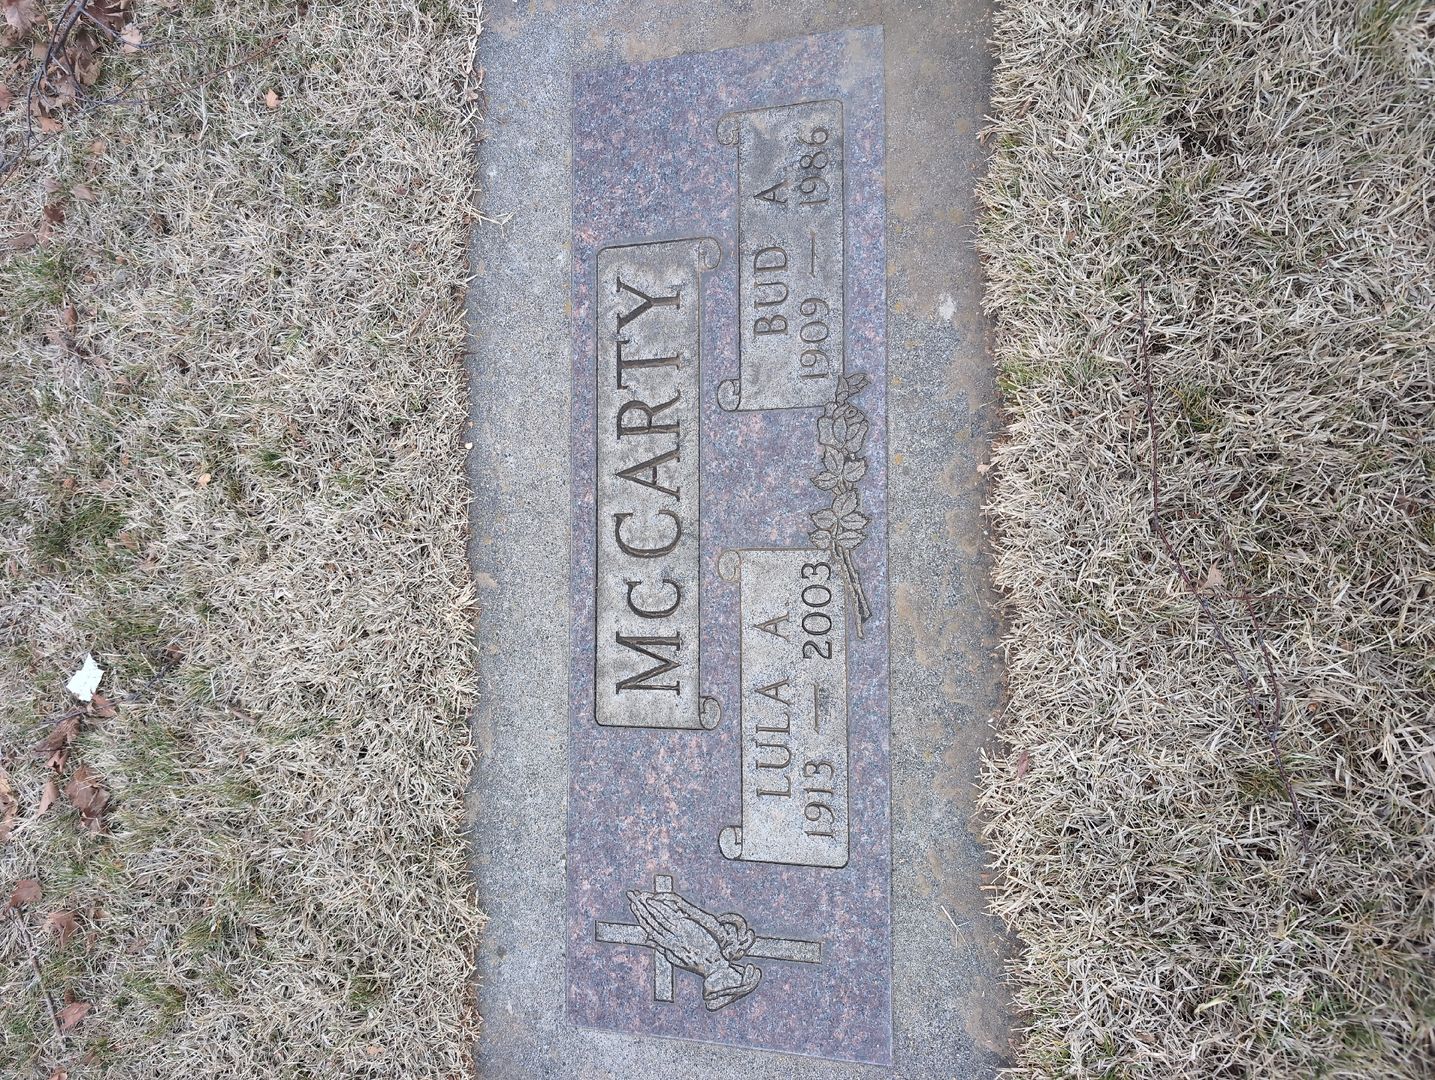 MCCARTY
LULA A.
1913 — 2003
BUD A.
1909 — 1986